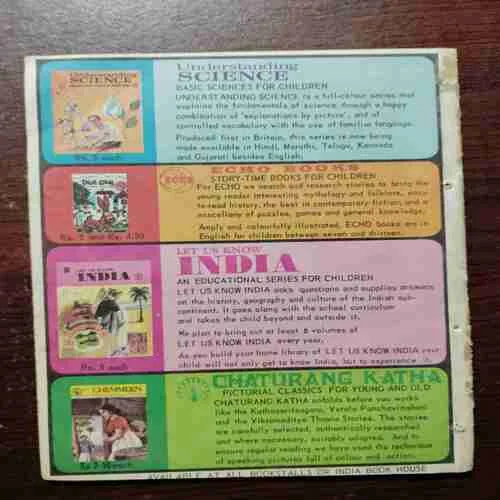 Understanding
SCIENCE
BASIC SCIENCES FOR CHILDREN
UNDERSTANDING SCIENCE is a full-colour series that
explains the fundamentals of science through a happy
combination of 'explanations by picture', and of
controlled vocabulary with the use of familiar language.
Produced first in Britain, this series is now being
made available in Hindi, Marathi, Telugu, Kannada
and Gujarati besides English.
Understanding
SCIENCE
Rs. 3 each
ECHO BOOKS
STORY-TIME BOOKS FOR CHILDREN
For ECHO we search and research stories to bring the
young reader interesting mythology and folklore, easy-
to-read history, the best in contemporary fiction, and a
miscellany of puzzles, games and general knowledge.
Amply and colourfully illustrated, ECHO books are in
English for children between seven and thirteen.
ECHO
LET US KNOW
INDIA
AN EDUCATIONAL SERIES FOR CHILDREN
LET US KNOW INDIA asks questions and supplies answers
on the history, geography and culture of the Indian sub-
continent. It goes along with the school curriculum
and takes the child beyond and outside it.
We plan to bring out at least 6 volumes of
LET US KNOW INDIA every year.
As you build your home library of LET US KNOW INDIA your
child will not only get to know India, but to experience it.
INDIA
Rs. 3 each
CHATURANG KATHA
PICTORIAL CLASSICS FOR YOUNG AND OLD
CHATURANG KATHA unfolds before you works
like the Kathasaritsagara, Vetala Panchavimshati
and the Vikramaditya Throne Stories. The stories
are carefully selected, authentically researched
and where necessary, suitably adapted. And to
ensure regular reading we have used the technique
of speaking pictures full of colour and action.
AVAILABLE AT ALL BOOKSTALLS OR INDIA BOOK HOUSE